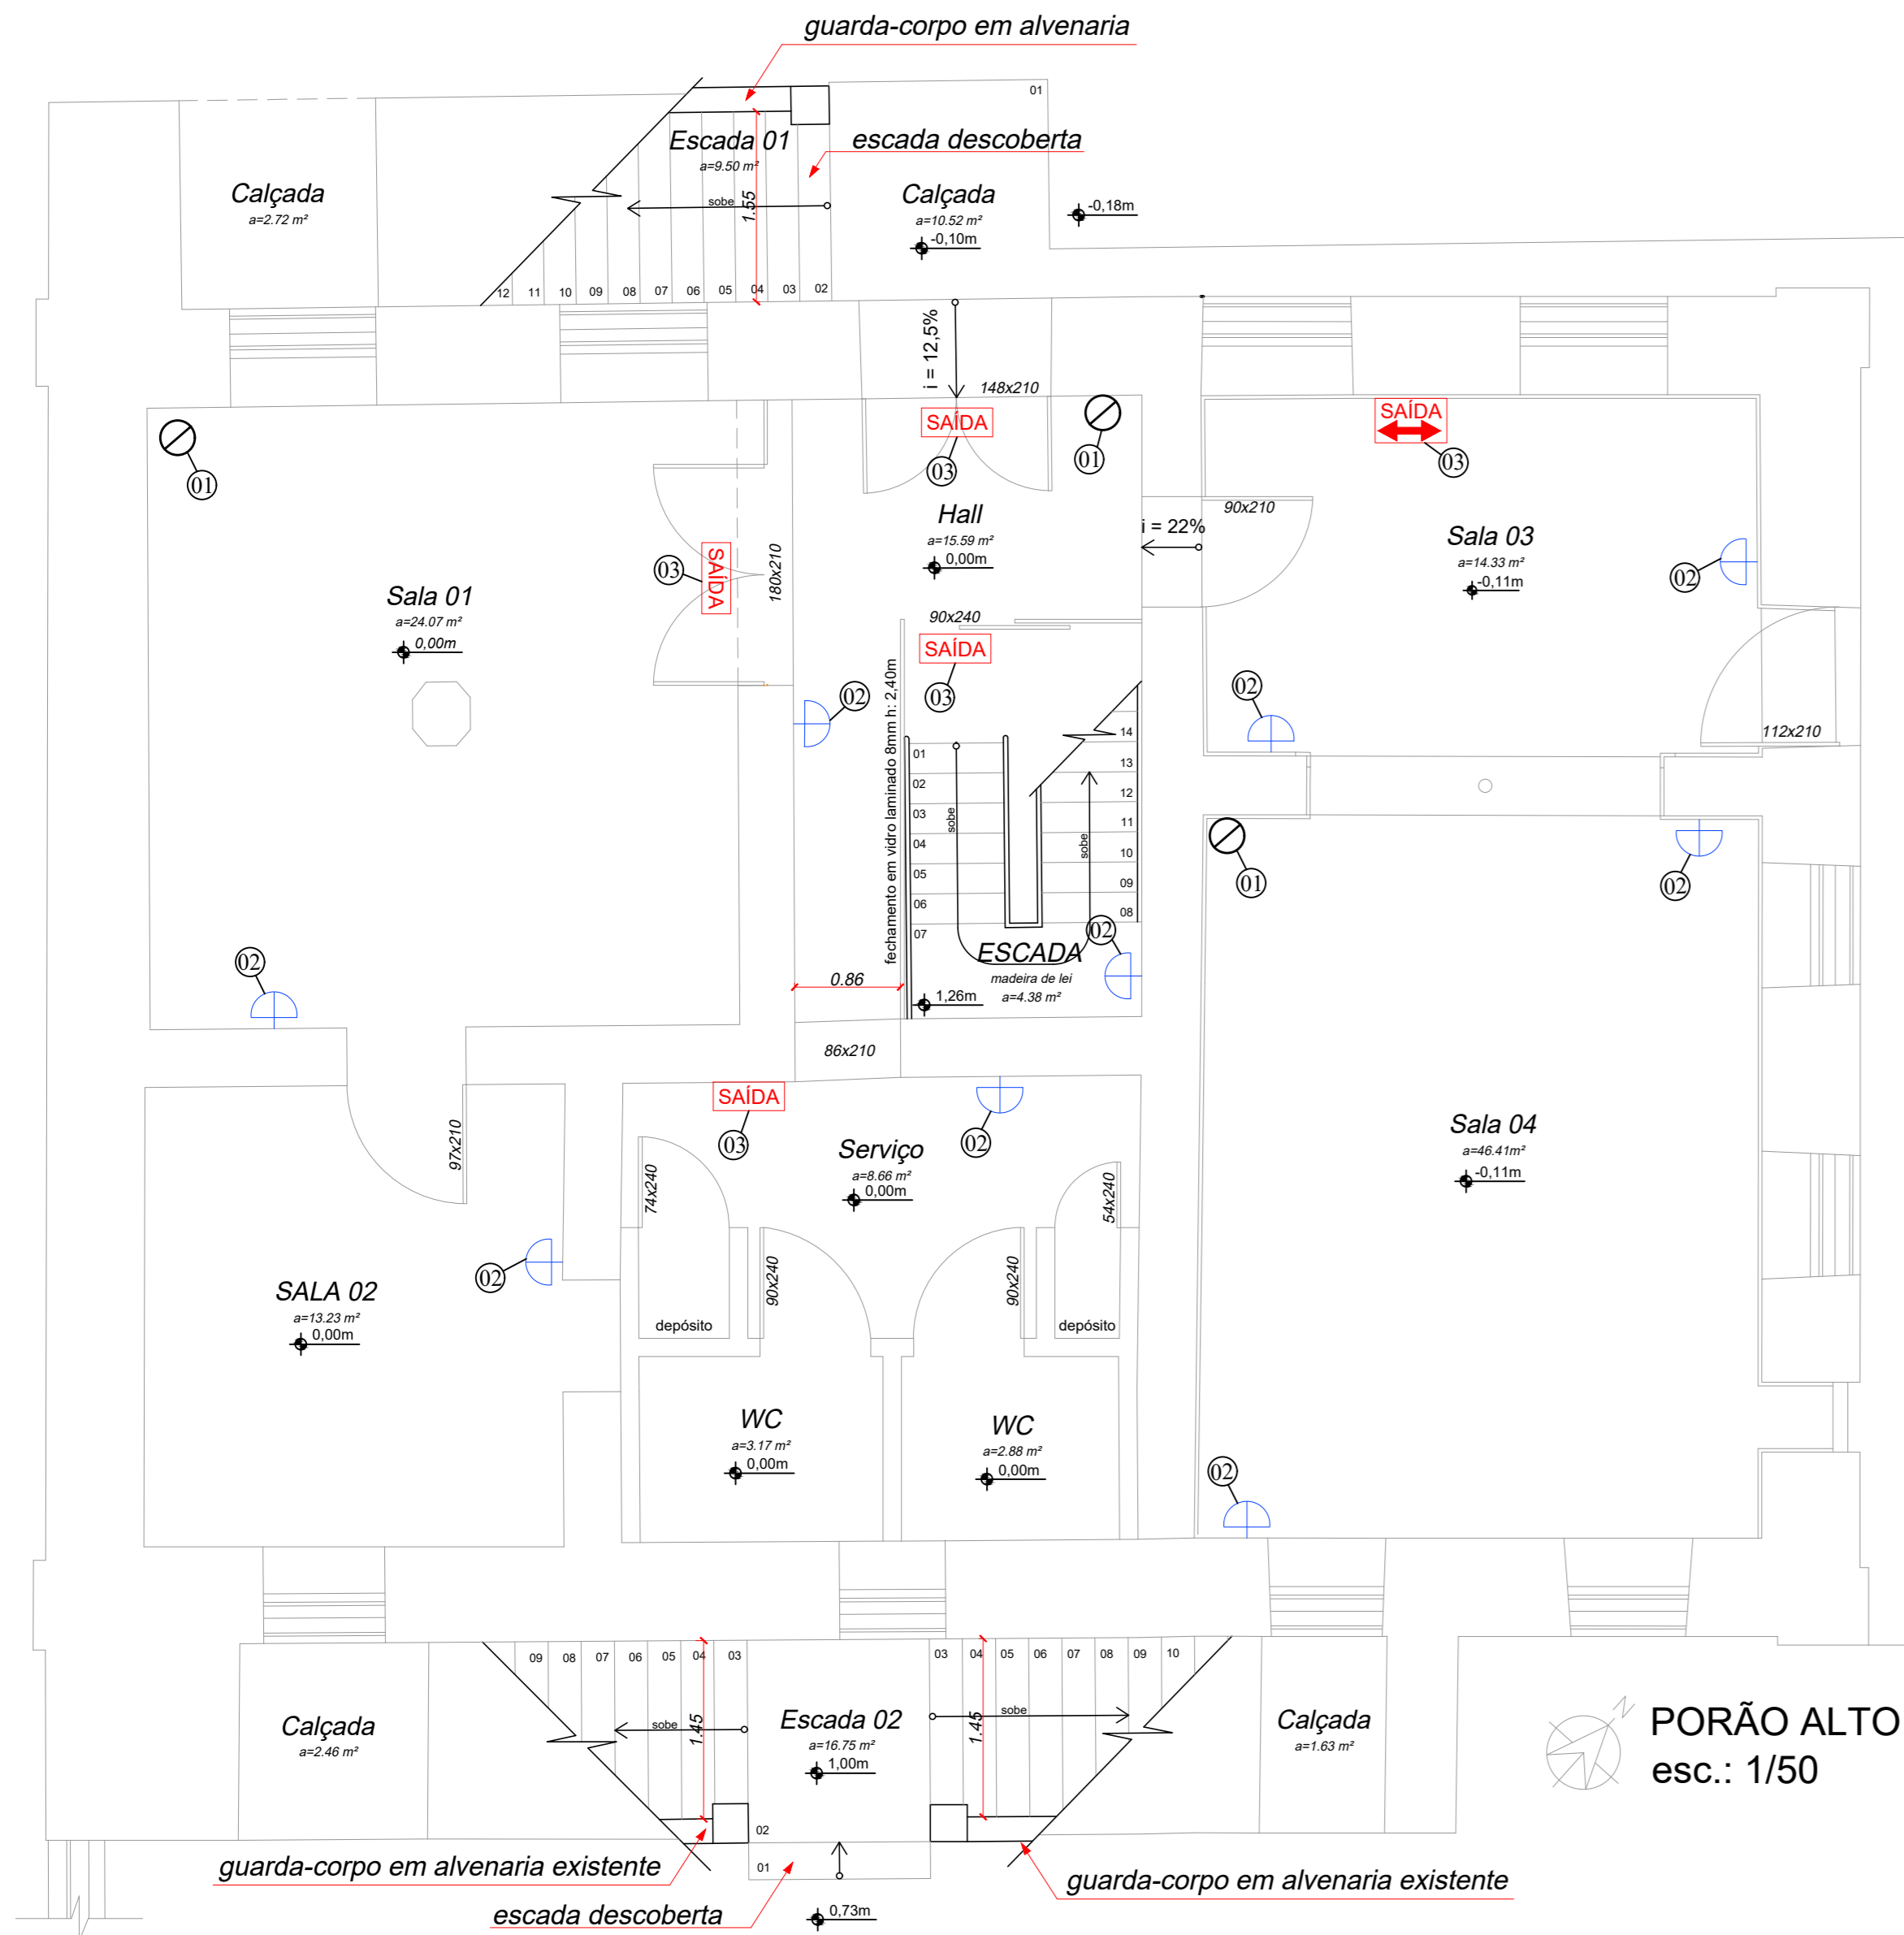 guarda-corpo em alvenaria
01
Escada 01
a=9.50 m²
escada descoberta
Calçada
a=2.72 m²
sobe
1.55
Calçada
a=10.52 m²
-0,10m
-0,18m
12
11
10
09
08
07
06
05
04
03
02
i = 12,5%
148x210
SAÍDA
03
01
01
SAÍDA
03
Hall
a=15.59 m²
0,00m
i = 22%
90x210
Sala 03
a=14.33 m²
-0,11m
02
Sala 01
a=24.07 m²
0,00m
03
SAÍDA
180x210
90x240
SAÍDA
03
02
02
112x210
fechamento em vidro laminado 8mm h: 2,40m
01
02
03
04
05
06
07
sobe
14
13
12
11
10
09
08
sobe
02
ESCADA
madeira de lei
a=4.38 m²
1,26m
0.86
02
01
02
86x210
SAÍDA
03
02
Serviço
a=8.66 m²
0,00m
97x210
74x240
54x240
90x240
90x240
Sala 04
a=46.41m²
-0,11m
02
SALA 02
a=13.23 m²
0,00m
depósito
depósito
WC
a=3.17 m²
0,00m
WC
a=2.88 m²
0,00m
02
09
08
07
06
05
04
03
03
04
05
06
07
08
09
10
sobe
1.45
Escada 02
a=16.75 m²
1,00m
sobe
1.45
Calçada
a=2.46 m²
Calçada
a=1.63 m²
N
PORÃO ALTO
esc.: 1/50
02
01
guarda-corpo em alvenaria existente
guarda-corpo em alvenaria existente
escada descoberta
0,73m